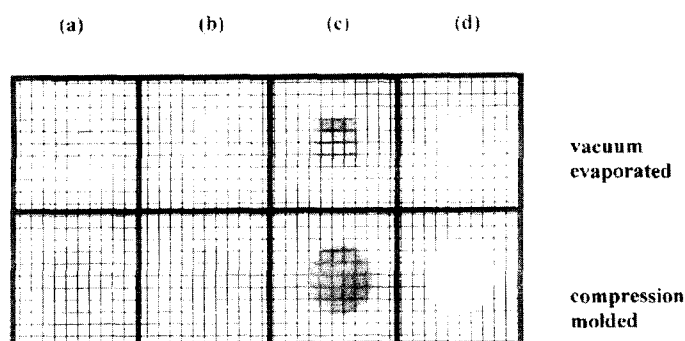 (a) (b) (c) (d)
vacuum
evaporated
compression
molded